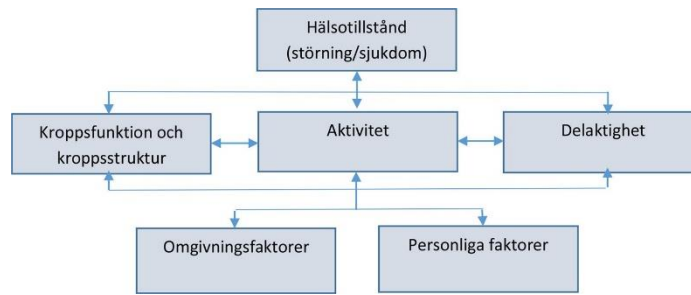 Hälsotillstånd
(störning/sjukdom)
Kroppsfunktion och
kroppsstruktur
Aktivitet
Delaktighet
Omgivningsfaktorer
Personliga faktorer